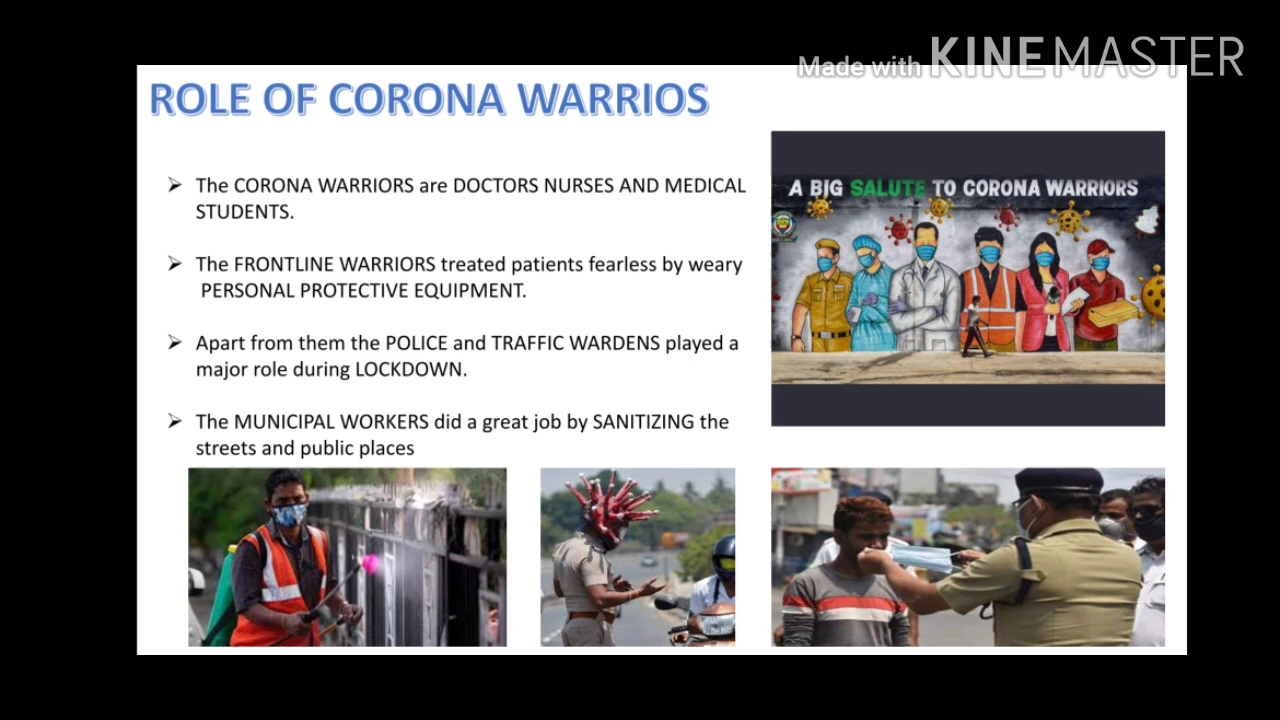 Made with KINEMASTER
ROLE OF CORONA WARRIOS
➢ The CORONA WARRIORS are DOCTORS NURSES AND MEDICAL
STUDENTS.
➢ The FRONTLINE WARRIORS treated patients fearless by weary
PERSONAL PROTECTIVE EQUIPMENT.
➢ Apart from them the POLICE and TRAFFIC WARDENS played a
major role during LOCKDOWN.
➢ The MUNICIPAL WORKERS did a great job by SANITIZING the
streets and public places
A BIG SALUTE TO CORONA WARRIORS